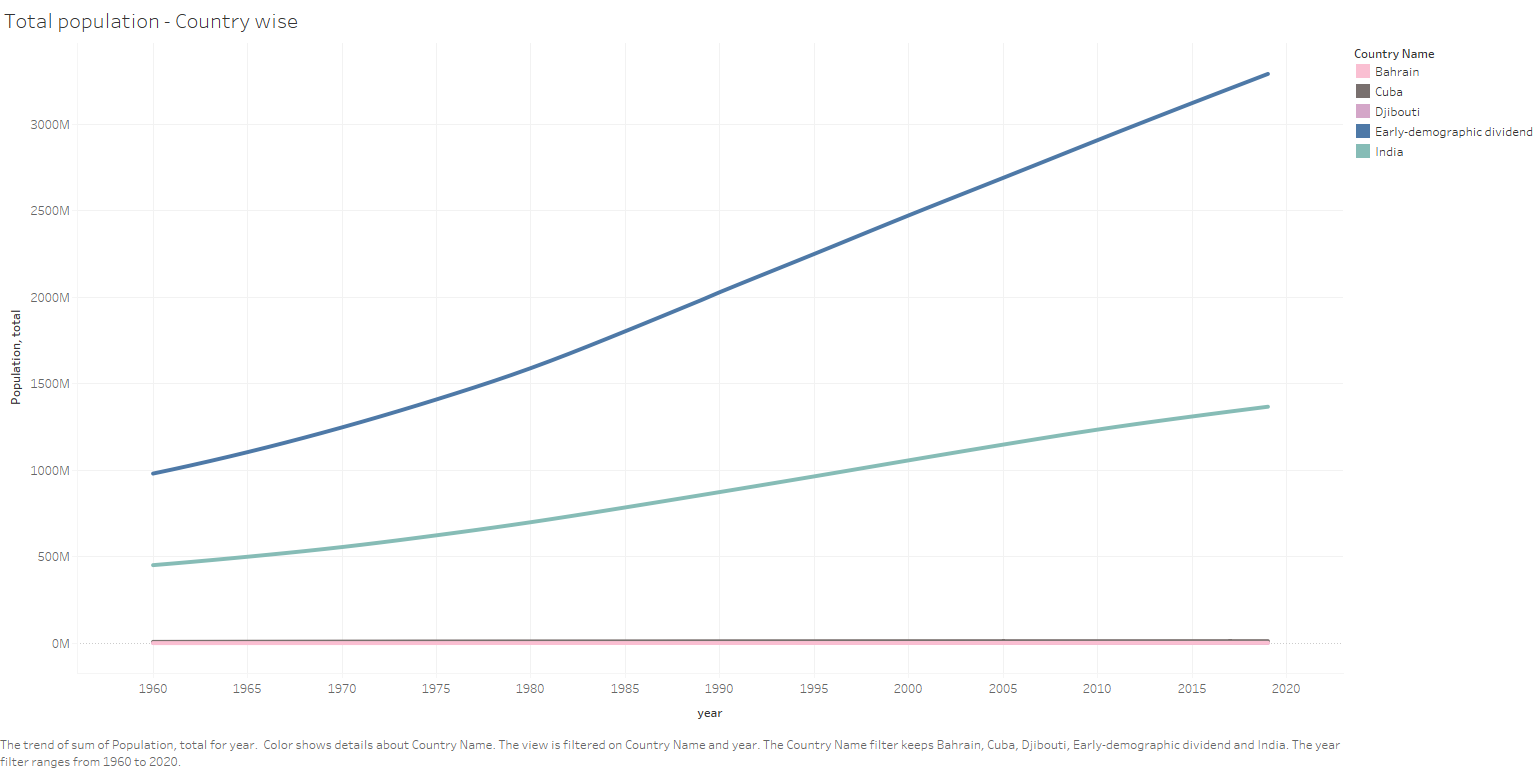 Total population - Country wise
Country Name
Bahrain
Cuba
Djibouti
Early-demographic dividend
India
3000M
2500M
2000M
1500M
1000M
500M
0M
Population, total
1960 1965 1970 1975 1980 1985 1990 1995 2000 2005 2010 2015 2020
year
The trend of sum of Population, total for year.  Color shows details about Country Name. The view is filtered on Country Name and year. The Country Name filter keeps Bahrain, Cuba, Djibouti, Early-demographic dividend and India. The year
filter ranges from 1960 to 2020.